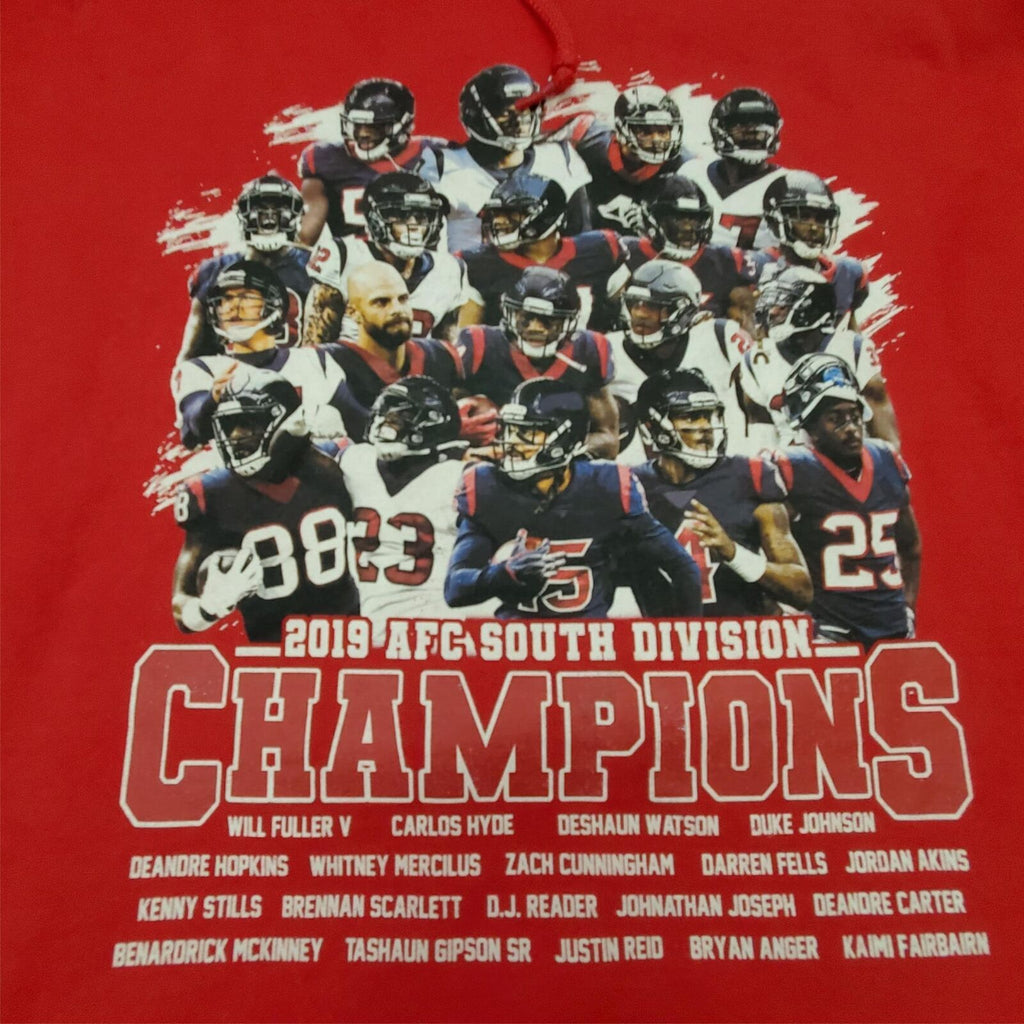 88
8
23
15
4
25
2019 AFC SOUTH DIVISION
CHAMPIONS
WILL FULLER V CARLOS HYDE DESHAUN WATSON DUKE JOHNSON
DEANDRE HOPKINS WHITNEY MERCILUS ZACH CUNNINGHAM DARREN FELLS JORDAN AKINS
KENNY STILLS BRENNAN SCARLETT D.J. READER JOHNATHAN JOSEPH DEANDRE CARTER
BENARDRICK MCKINNEY TASHAUN GIPSON SR JUSTIN REID BRYAN ANGER KAIMI FAIRBAIRN